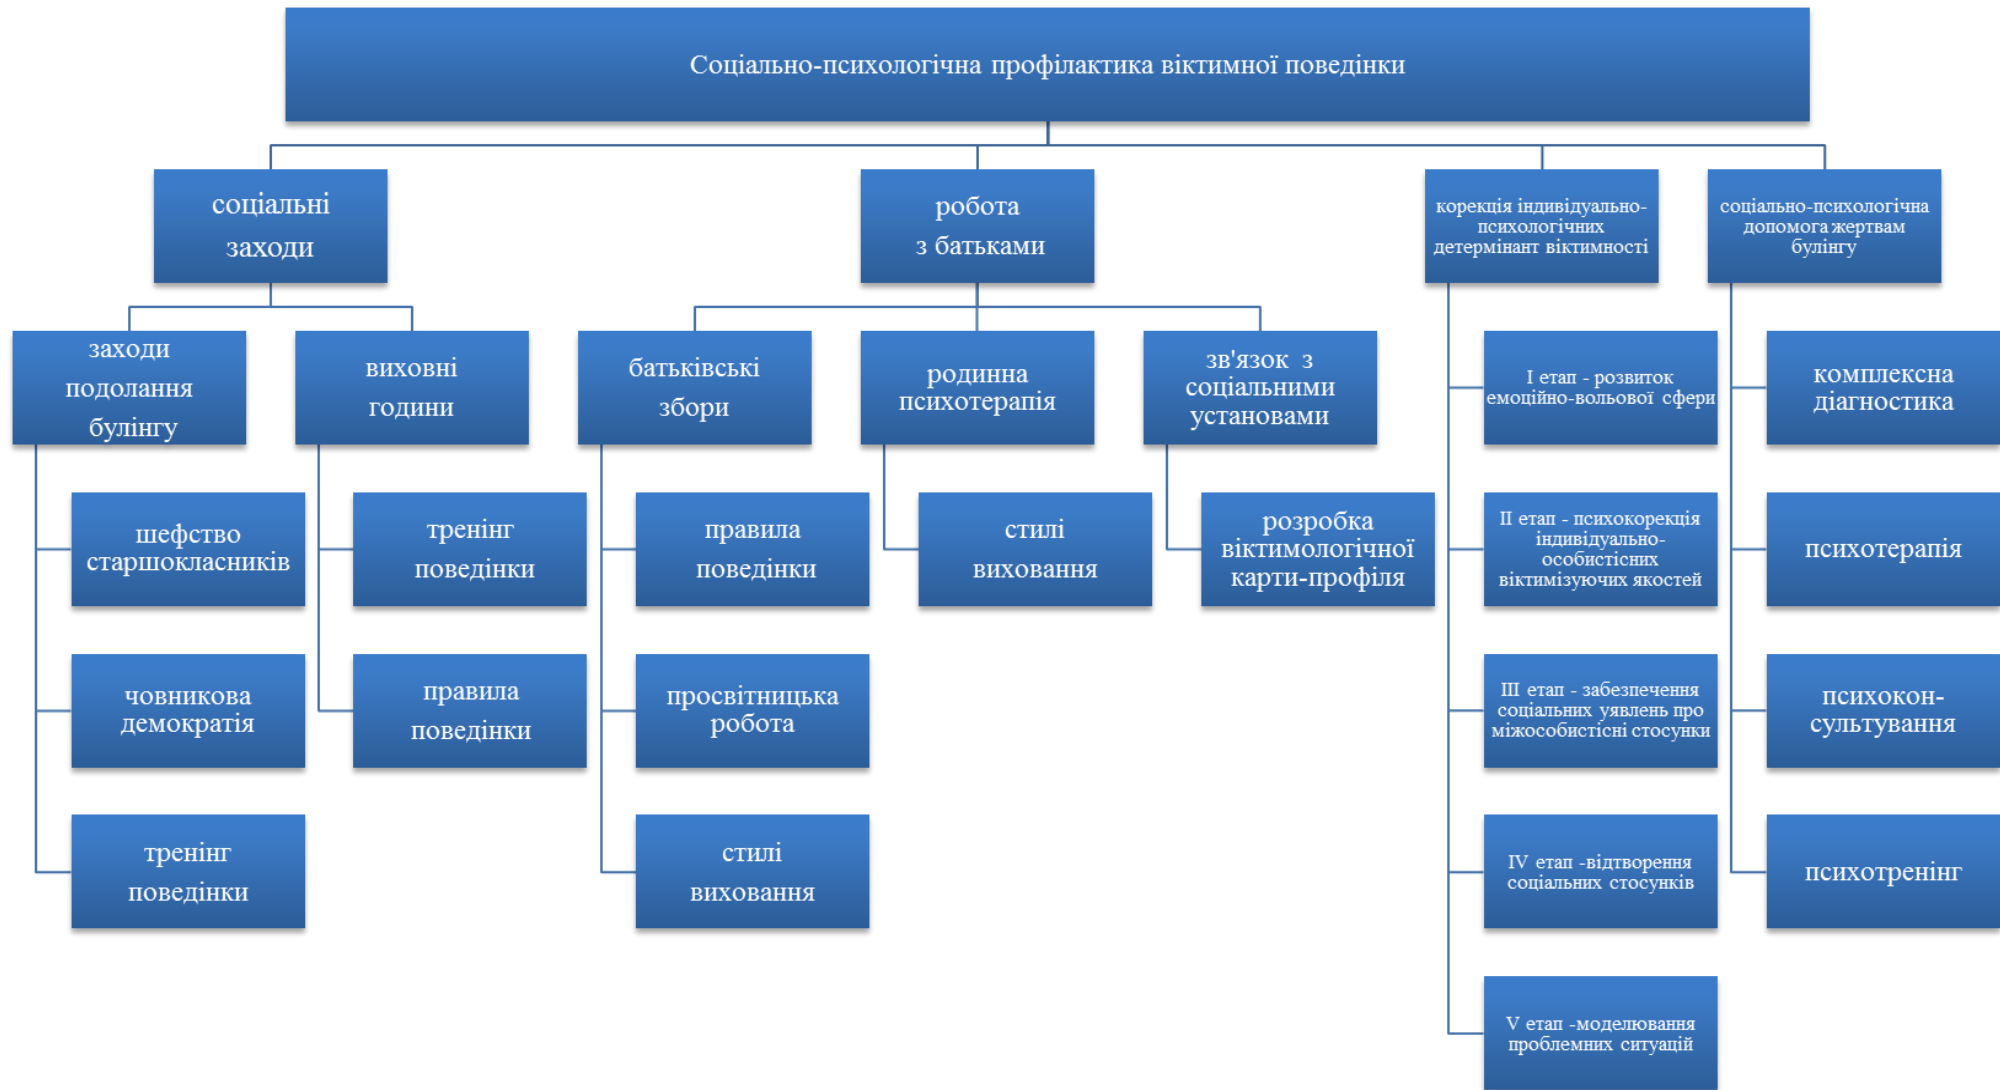 Соціально-психологічна профілактика віктимної поведінки
соціальні
заходи
робота
з батьками
корекція індивідуально-
психологічних
детермінант віктимності
соціально-психологічна
допомога жертвам
булінгу
заходи
подолання
булінгу
виховні
години
батьківські
збори
родинна
психотерапія
зв'язок з
соціальними
установами
І етап - розвиток
емоційно-вольової сфери
комплексна
діагностика
шефство
старшокласників
тренінг
поведінки
правила
поведінки
стилі
виховання
розробка
віктимологічної
карти-профіля
ІІ етап - психокорекція
індивідуально-
особистісних
віктимізуючих якостей
психотерапія
човникова
демократія
правила
поведінки
просвітницька
робота
ІІІ етап - забезпечення
соціальних уявлень про
міжособистісні стосунки
психокон-
сультування
тренінг
поведінки
стилі
виховання
IV етап -відтворення
соціальних стосунків
психотренінг
V етап -моделювання
проблемних ситуацій